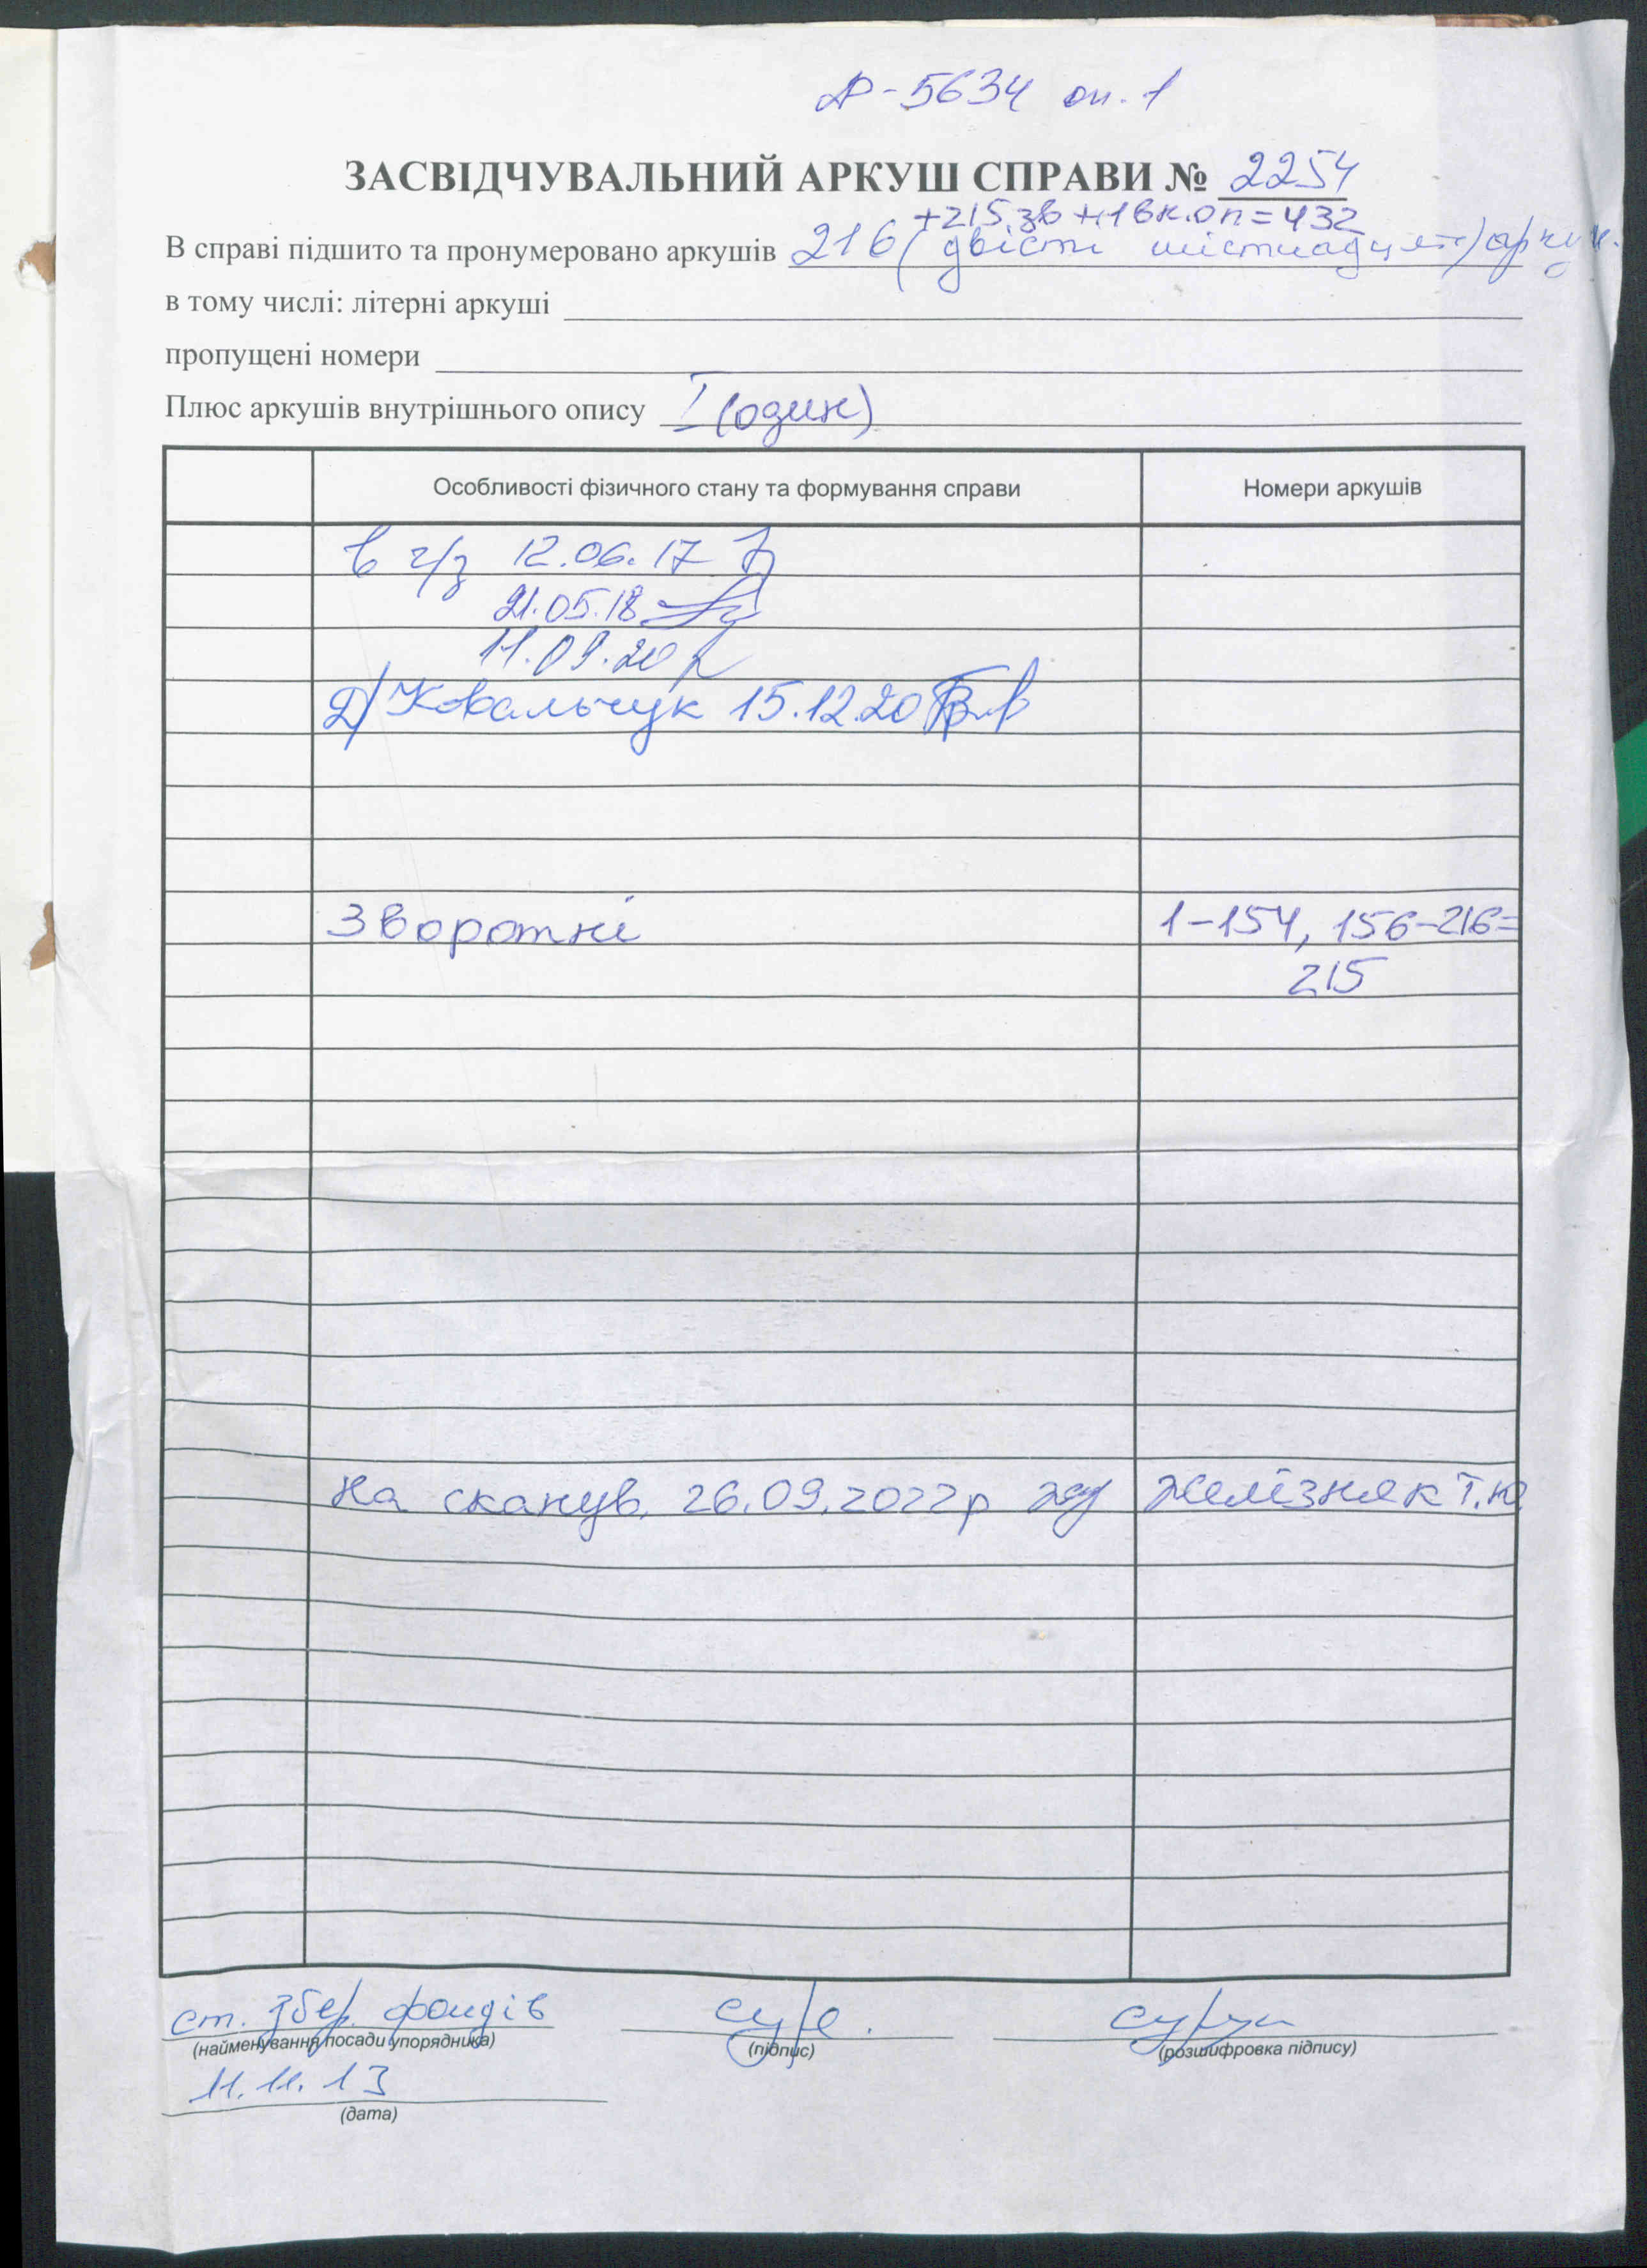 Р-5634 оп. 1
ЗАСВІДЧУВАЛЬНИЙ АРКУШ СПРАВИ № 2254
+215 зв + 1 вн.оп = 432
В справі підшито та пронумеровано аркушів 216 (двісті шістнадцять) аркуш.
в тому числі: літерні аркуші
пропущені номери
Плюс аркушів внутрішнього опису I (один)
Особливості фізичного стану та формування справи Номери аркушів
в ч/з 12.06.17
21.05.18
11.09.20
Д/Ковальчук 15.12.20
Зворотні 1-154, 156-216=
215
На сканув. 26.09.2022р Желізняк Т.Ю.
ст. збер. фондів
(найменування посади упорядника) (підпис) (розшифровка підпису)
11.11.13
(дата)